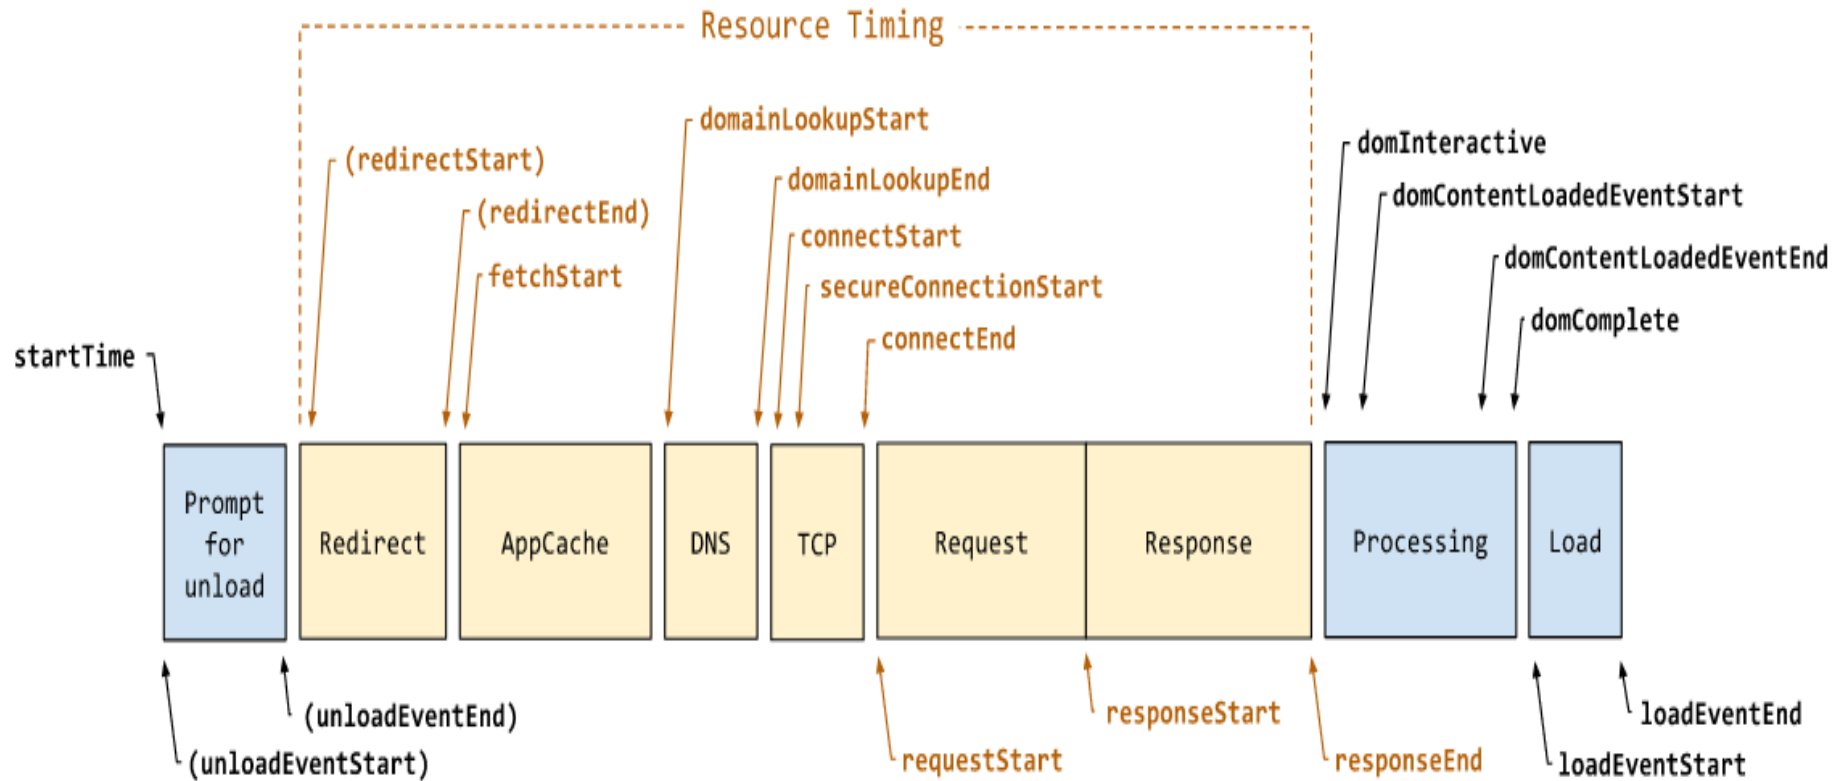 Resource Timing
domainLookupStart
(redirectStart)
domInteractive
domainLookupEnd
domContentLoadedEventStart
(redirectEnd)
connectStart
domContentLoadedEventEnd
fetchStart
secureConnectionStart
domComplete
connectEnd
startTime
Prompt
for
unload
Redirect
AppCache
DNS
TCP
Request
Response
Processing
Load
(unloadEventEnd)
responseStart
loadEventEnd
(unloadEventStart)
requestStart
responseEnd
loadEventStart